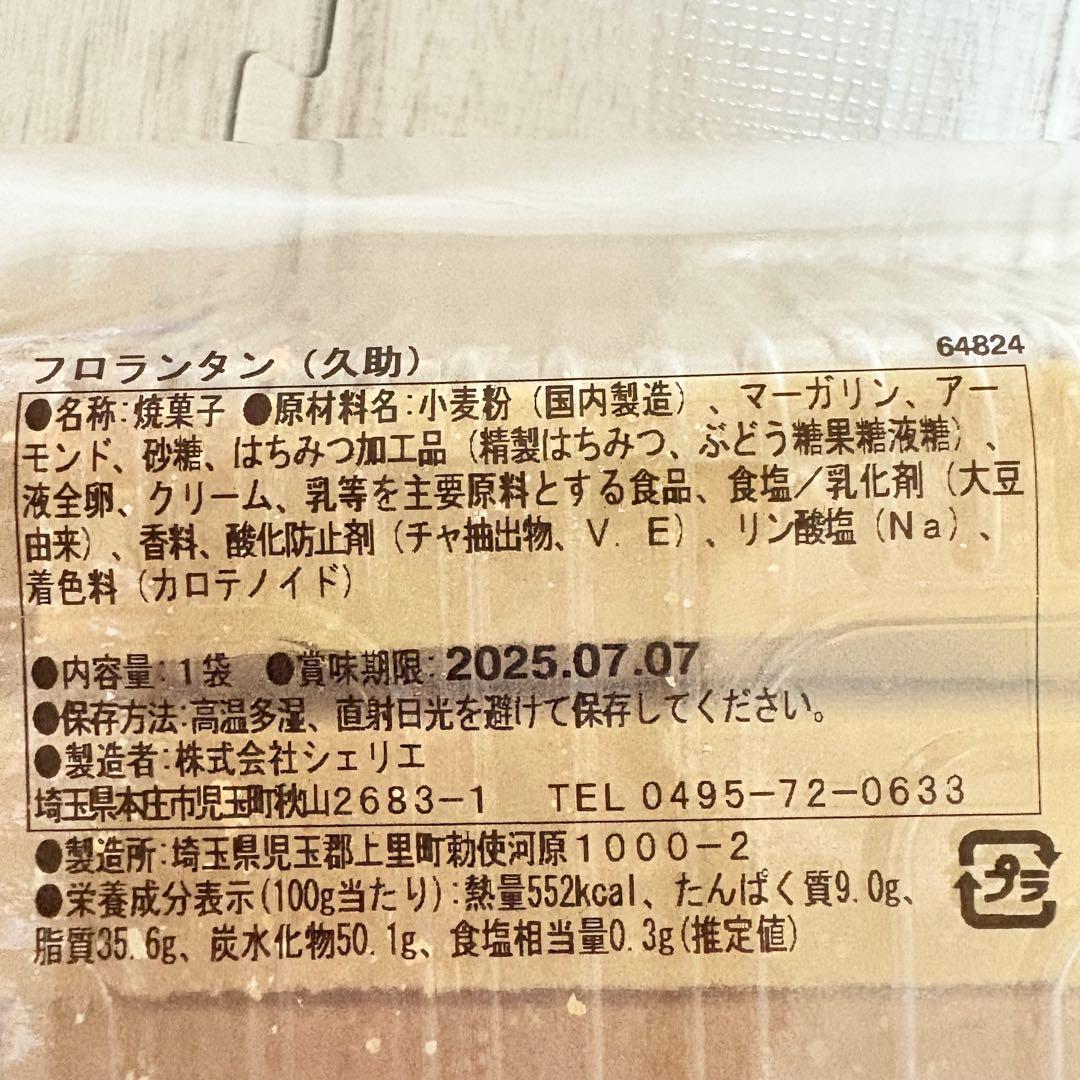 フロランタン（久助）
64824
●名称:焼菓子 ●原材料名:小麦粉（国内製造）、マーガリン、アー
モンド、砂糖、はちみつ加工品（精製はちみつ、ぶどう糖果糖液糖）、
液全卵、クリーム、乳等を主要原料とする食品、食塩／乳化剤（大豆
由来）、香料、酸化防止剤（チャ抽出物、V．E）、リン酸塩（Na）、
着色料（カロテノイド）
●内容量:1袋 ●賞味期限:2025.07.07
●保存方法:高温多湿、直射日光を避けて保存してください。
●製造者:株式会社シェリエ
埼玉県本庄市児玉町秋山2683−1 TEL 0495−72−0633
●製造所:埼玉県児玉郡上里町勅使河原1000−2
●栄養成分表示(100g当たり):熱量552kcal、たんぱく質9.0g、
脂質35.6g、炭水化物50.1g、食塩相当量0.3g(推定値)
プラ